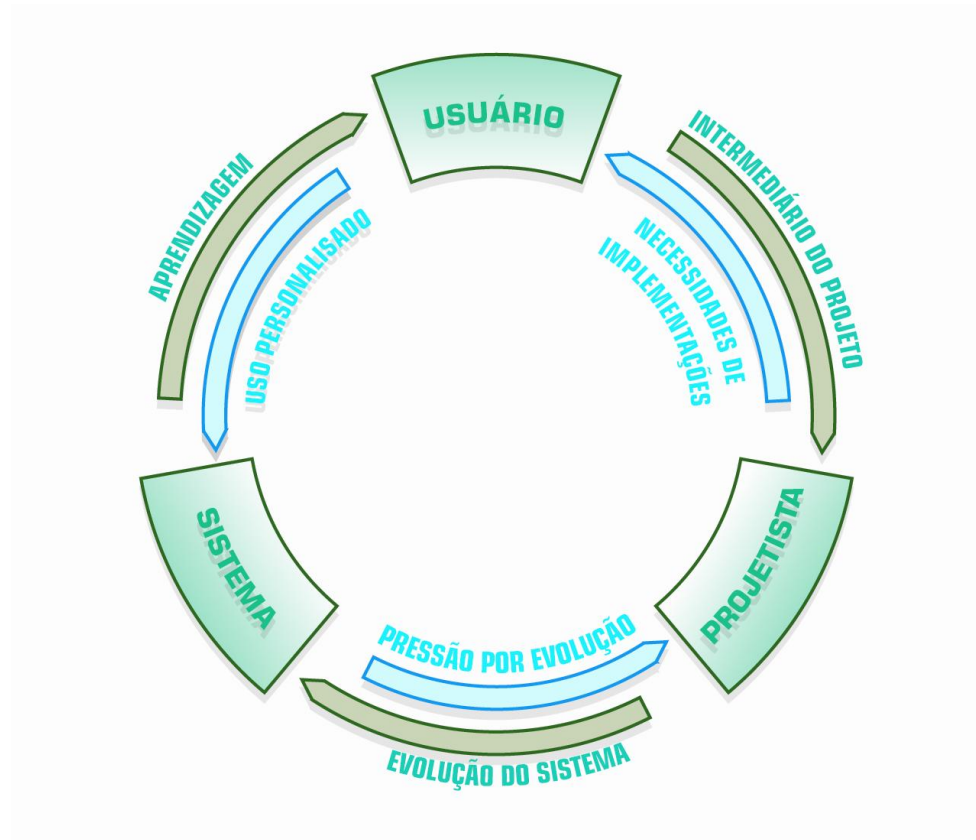 USUÁRIO
INTERMEDIÁRIO DO PROJETO
NECESSIDADES DE
IMPLEMENTAÇÕES
APRENDIZAGEM
USO PERSONALISADO
SISTEMA
PROJETISTA
PRESSÃO POR EVOLUÇÃO
EVOLUÇÃO DO SISTEMA